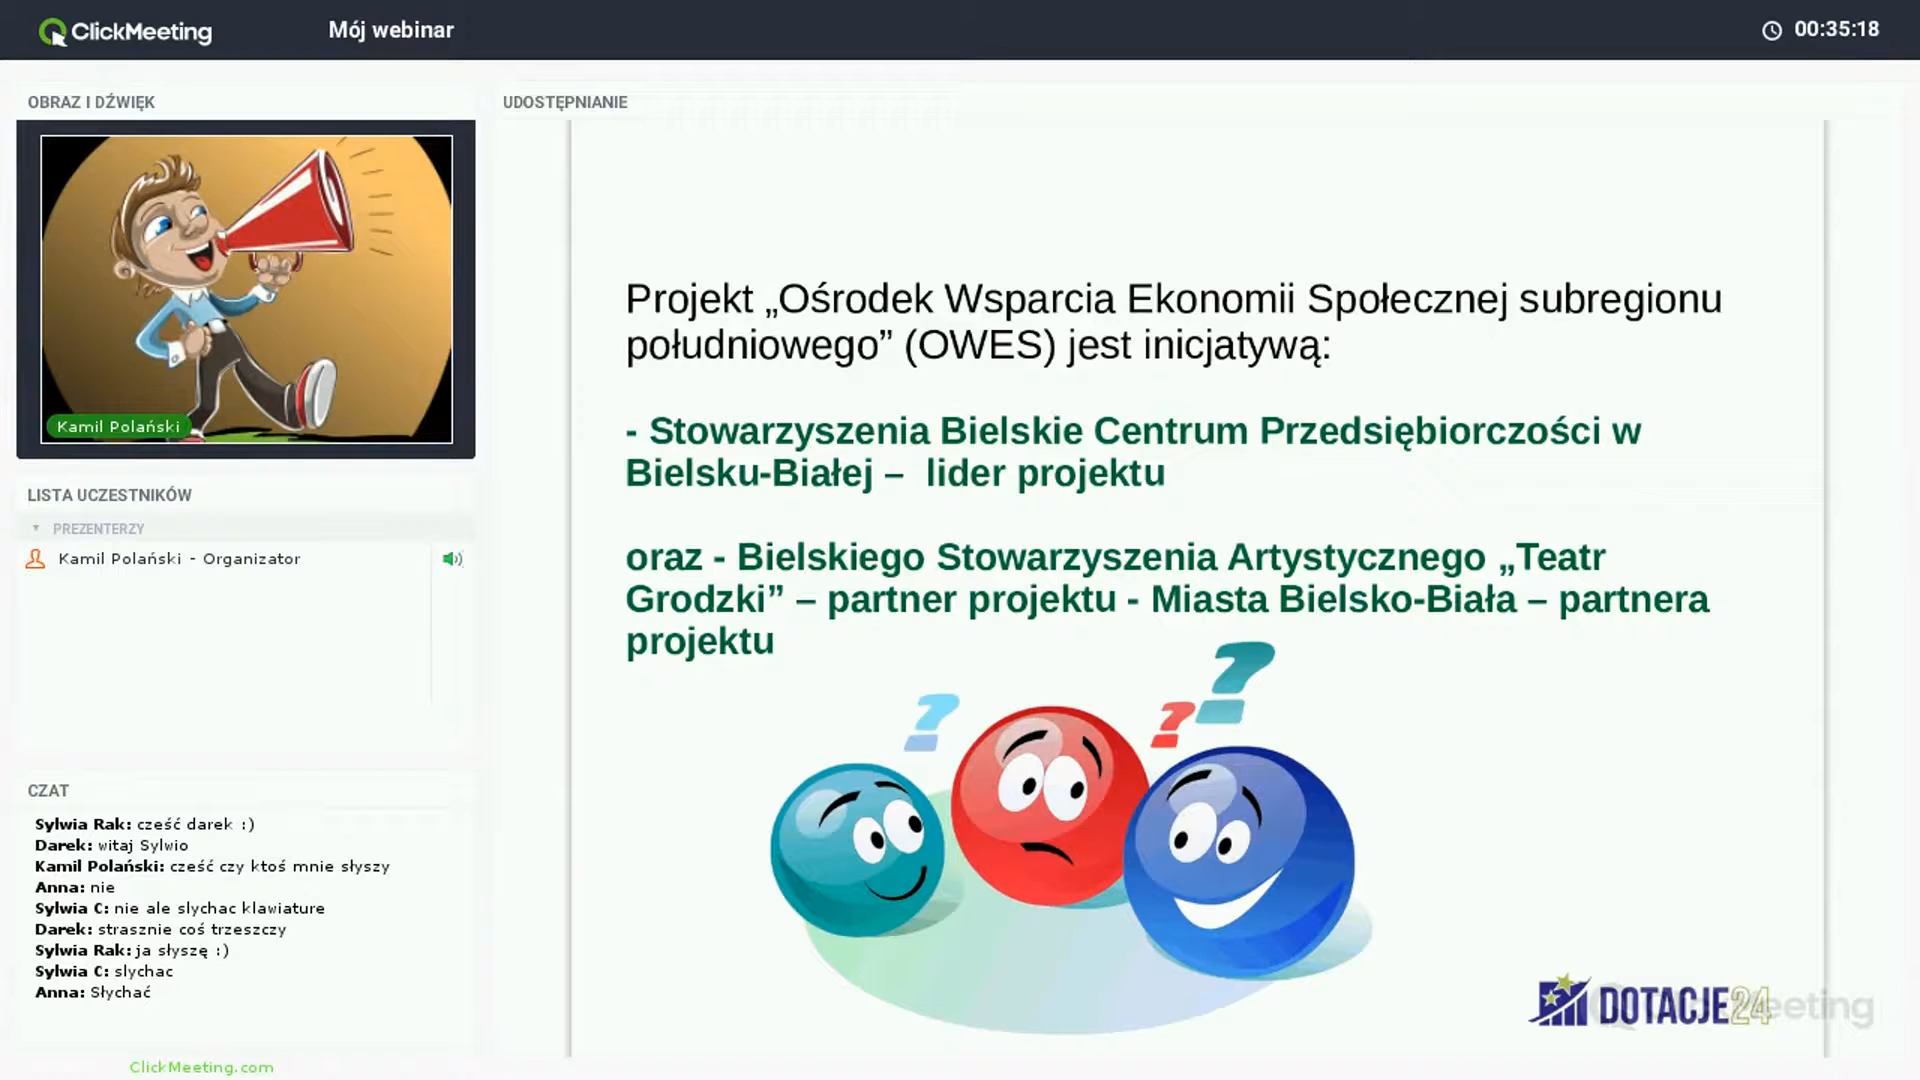 ClickMeeting
Mój webinar
00:35:18
OBRAZ I DŹWIĘK
UDOSTĘPNIANIE
Kamil Polański
LISTA UCZESTNIKÓW
PREZENTERZY
Kamil Polański - Organizator
CZAT
Sylwia Rak: cześć darek :)
Darek: witaj Sylwio
Kamil Polański: cześć czy ktoś mnie słyszy
Anna: nie
Sylwia C: nie ale slychac klawiature
Darek: strasznie coś trzeszczy
Sylwia Rak: ja słyszę :)
Sylwia C: slychac
Anna: Słychać
ClickMeeting.com
Projekt „Ośrodek Wsparcia Ekonomii Społecznej subregionu
południowego” (OWES) jest inicjatywą:
- Stowarzyszenia Bielskie Centrum Przedsiębiorczości w
Bielsku-Białej – lider projektu
oraz - Bielskiego Stowarzyszenia Artystycznego „Teatr
Grodzki” – partner projektu - Miasta Bielsko-Biała – partnera
projektu
? ? ?
DOTACJE24
ClickMeeting